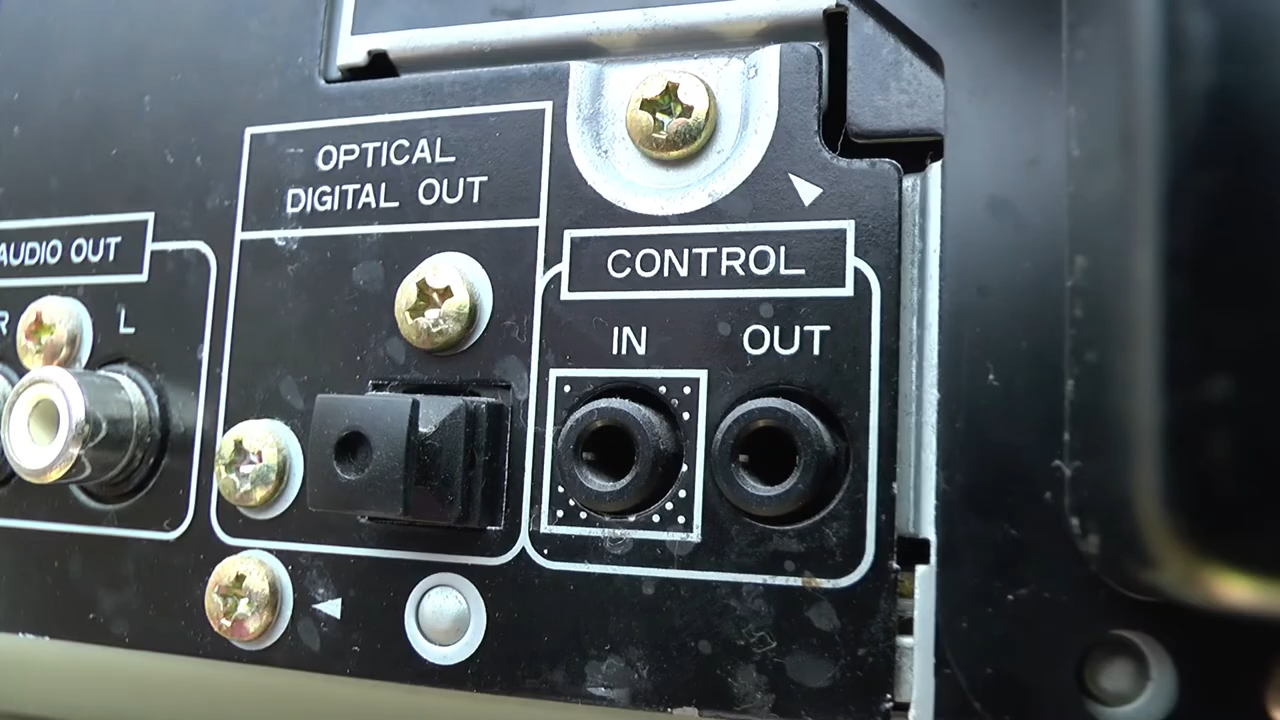 OPTICAL
DIGITAL OUT
AUDIO OUT
R
L
CONTROL
IN
OUT